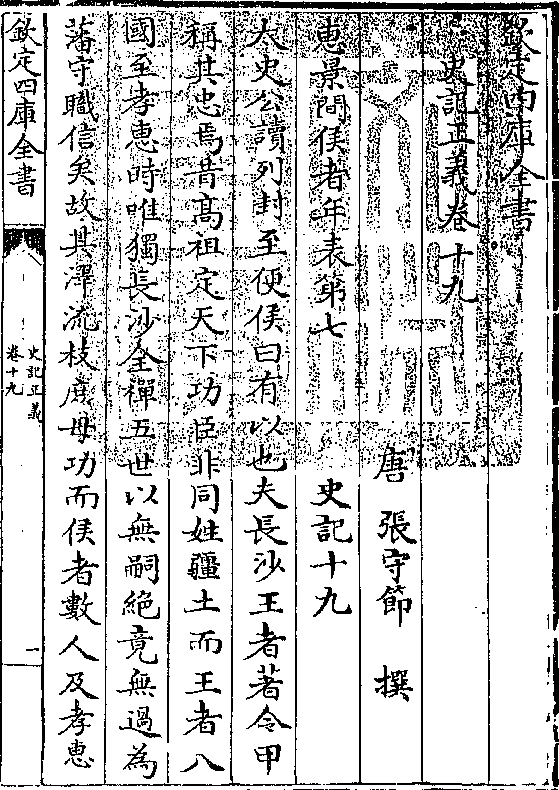 欽定四庫全書
史記正義卷十九
唐 張守節 撰
惠景間侯者年表第七 史記十九
太史公讀列封至便侯曰有以也夫長沙王者著令甲
稱其忠焉昔高祖定天下功臣非同姓疆土而王者八
國至孝惠時唯獨長沙全禪五世以無嗣絶竟無過為
藩守職信矣故其澤流枝庶毋功而侯者數人及孝惠
欽定四庫全書
史記正義
卷十九
一